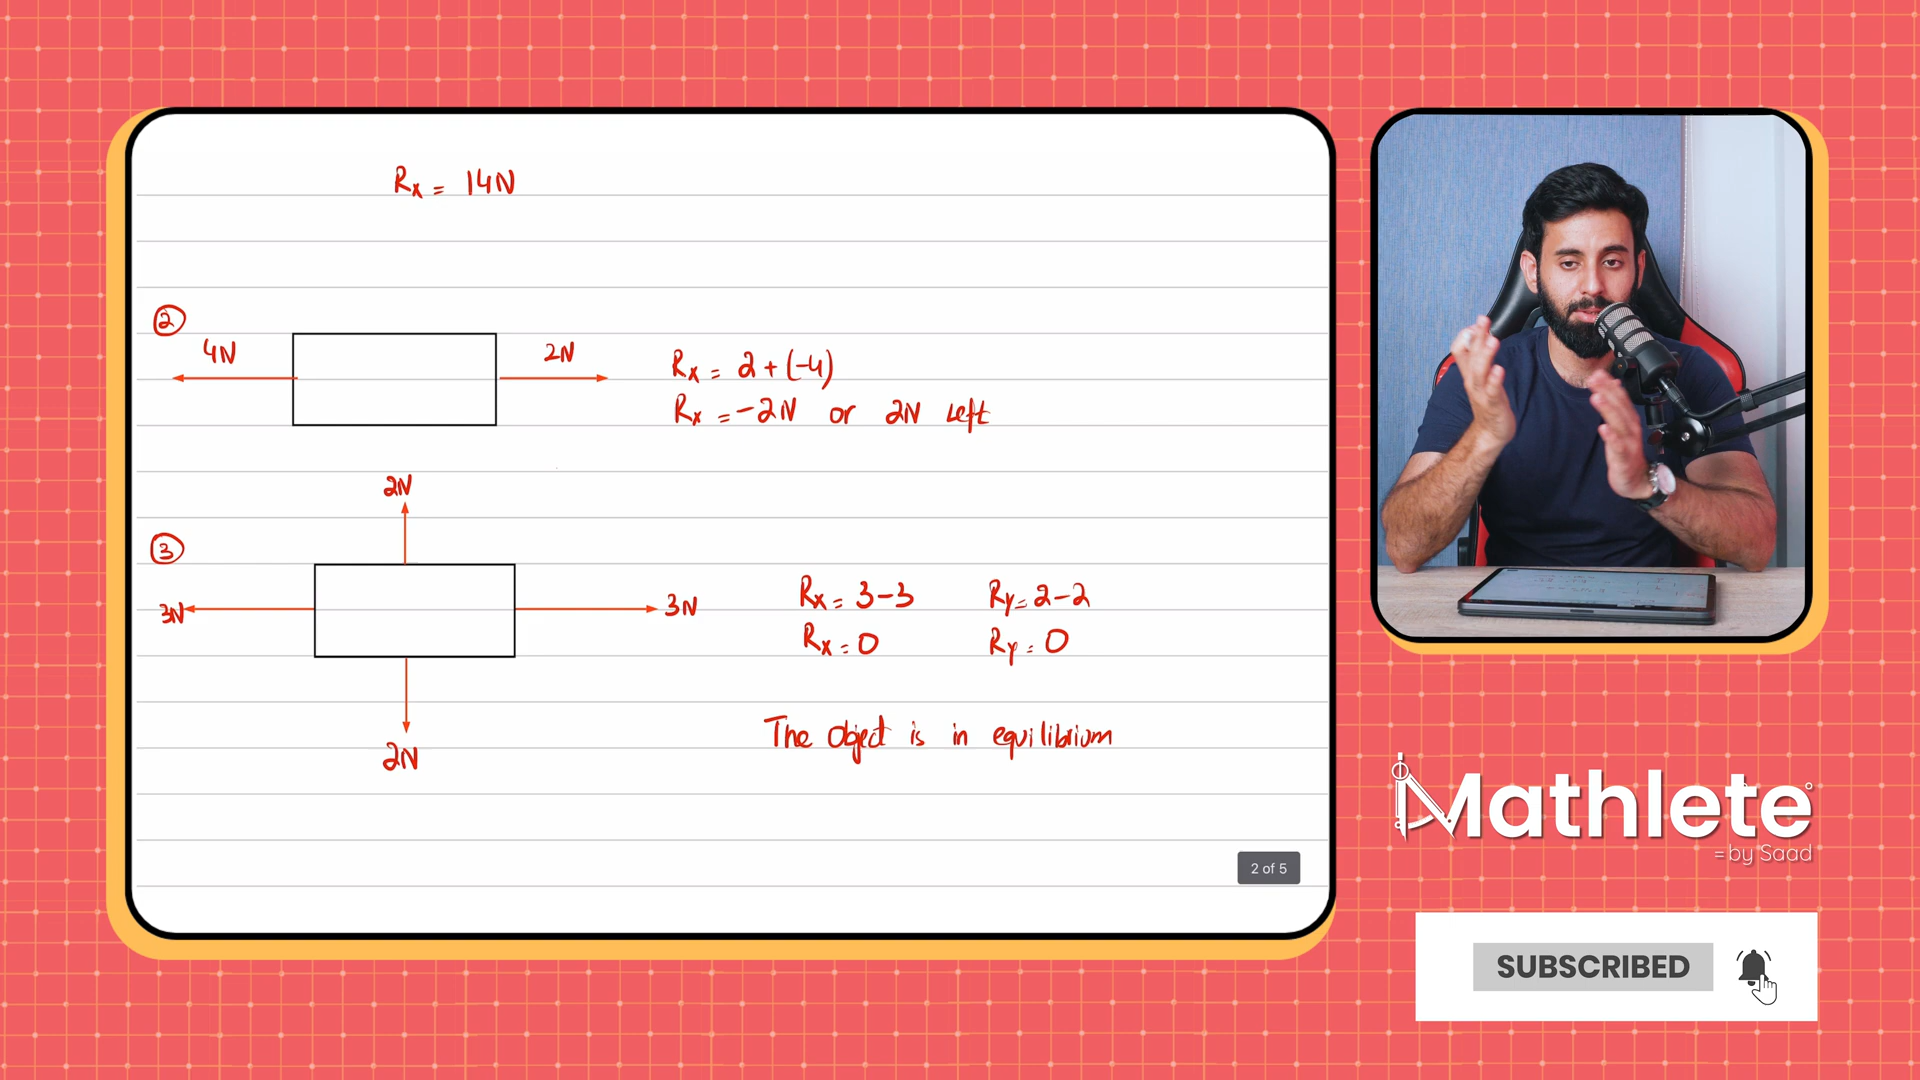 Rx = 14N
②
4N
2N
Rx = 2 + (-4)
Rx = -2N or 2N Left
2N
③
3N
3N
Rx = 3-3
Ry = 2-2
Rx = 0
Ry = 0
2N
The object is in equilibrium
2 of 5
Mathlete
= by Saad
SUBSCRIBED